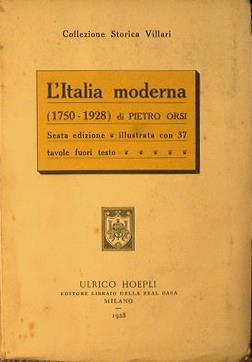 Collezione Storica Villari
L'Italia moderna
(1750-1928) di PIETRO ORSI
Sesta edizione ❦ illustrata con 37
tavole fuori testo ❦ ❦ ❦ ❦ ❦
ULRICO HOEPLI
EDITORE LIBRAIO DELLA REAL CASA
MILANO
1928